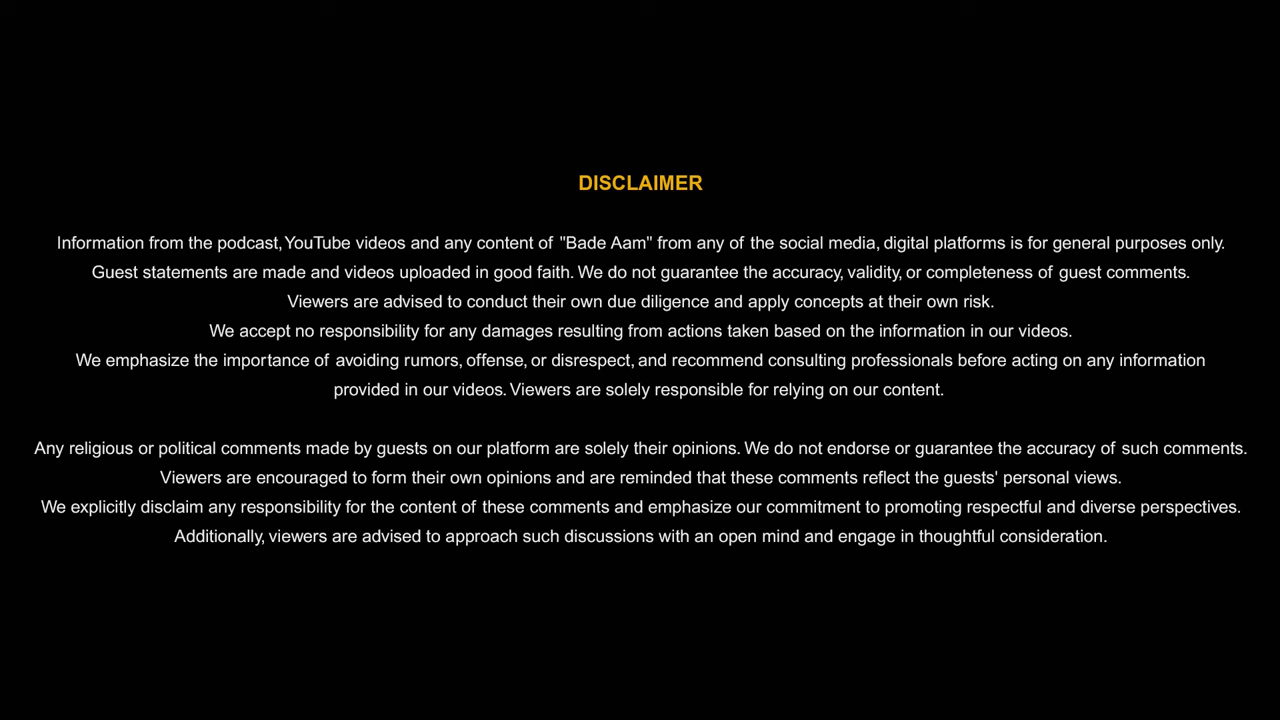 DISCLAIMER
Information from the podcast, YouTube videos and any content of "Bade Aam" from any of the social media, digital platforms is for general purposes only.
Guest statements are made and videos uploaded in good faith. We do not guarantee the accuracy, validity, or completeness of guest comments.
Viewers are advised to conduct their own due diligence and apply concepts at their own risk.
We accept no responsibility for any damages resulting from actions taken based on the information in our videos.
We emphasize the importance of avoiding rumors, offense, or disrespect, and recommend consulting professionals before acting on any information
provided in our videos. Viewers are solely responsible for relying on our content.
Any religious or political comments made by guests on our platform are solely their opinions. We do not endorse or guarantee the accuracy of such comments.
Viewers are encouraged to form their own opinions and are reminded that these comments reflect the guests' personal views.
We explicitly disclaim any responsibility for the content of these comments and emphasize our commitment to promoting respectful and diverse perspectives.
Additionally, viewers are advised to approach such discussions with an open mind and engage in thoughtful consideration.